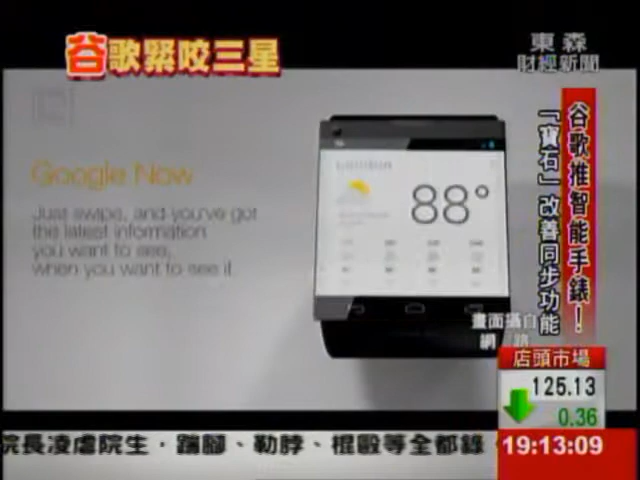 谷歌緊咬三星
東森
財經新聞
谷歌推智能手錶!
「寶石」改善同步功能
Google Now
Just swipe, and you've got
the latest information
you want to see,
when you want to see it
London
88°
畫面攝自
網路
店頭市場
125.13
0.36
19:13:09
院長凌虐院生,踹腳、勒脖、棍毆等全都錄